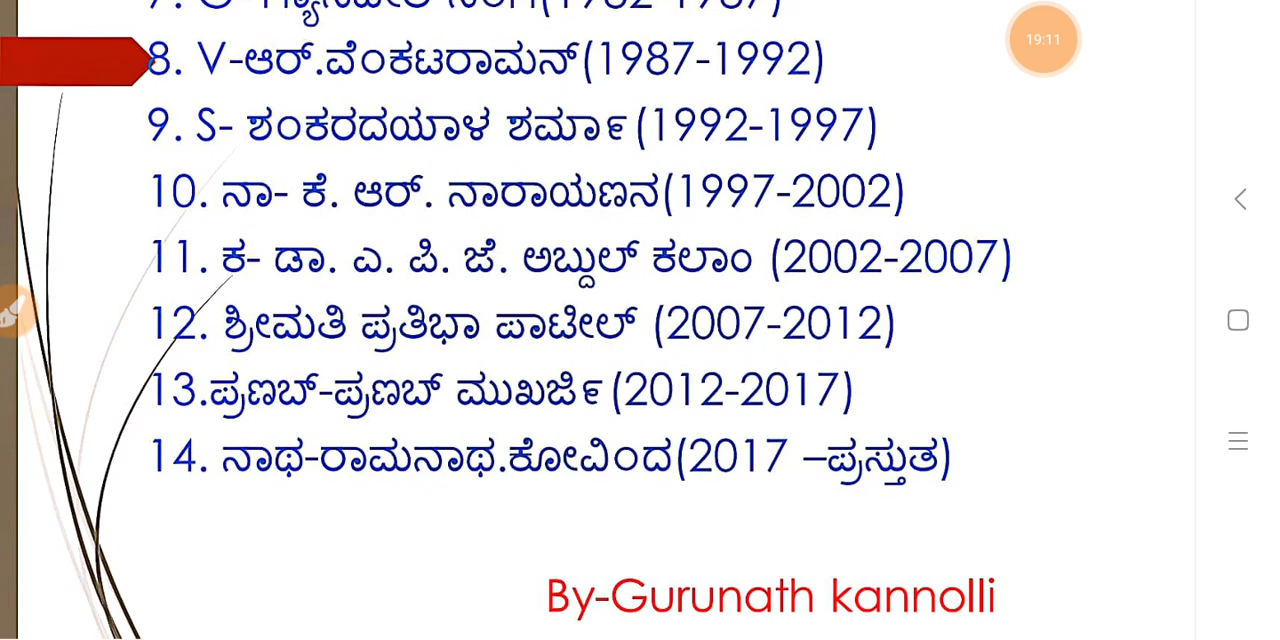 19:11
8. V-ಆರ್.ವೆಂಕಟರಾಮನ್(1987-1992)
9. S- ಶಂಕರದಯಾಳ ಶರ್ಮಾ(1992-1997)
10. ನಾ- ಕೆ. ಆರ್. ನಾರಾಯಣನ(1997-2002)
11. ಕ- ಡಾ. ಎ. ಪಿ. ಜೆ. ಅಬ್ದುಲ್ ಕಲಾಂ (2002-2007)
12. ಶ್ರೀಮತಿ ಪ್ರತಿಭಾ ಪಾಟೀಲ್ (2007-2012)
13.ಪ್ರಣಬ್-ಪ್ರಣಬ್ ಮುಖರ್ಜಿ(2012-2017)
14. ನಾಥ-ರಾಮನಾಥ.ಕೋವಿಂದ(2017 –ಪ್ರಸ್ತುತ)
By-Gurunath kannolli